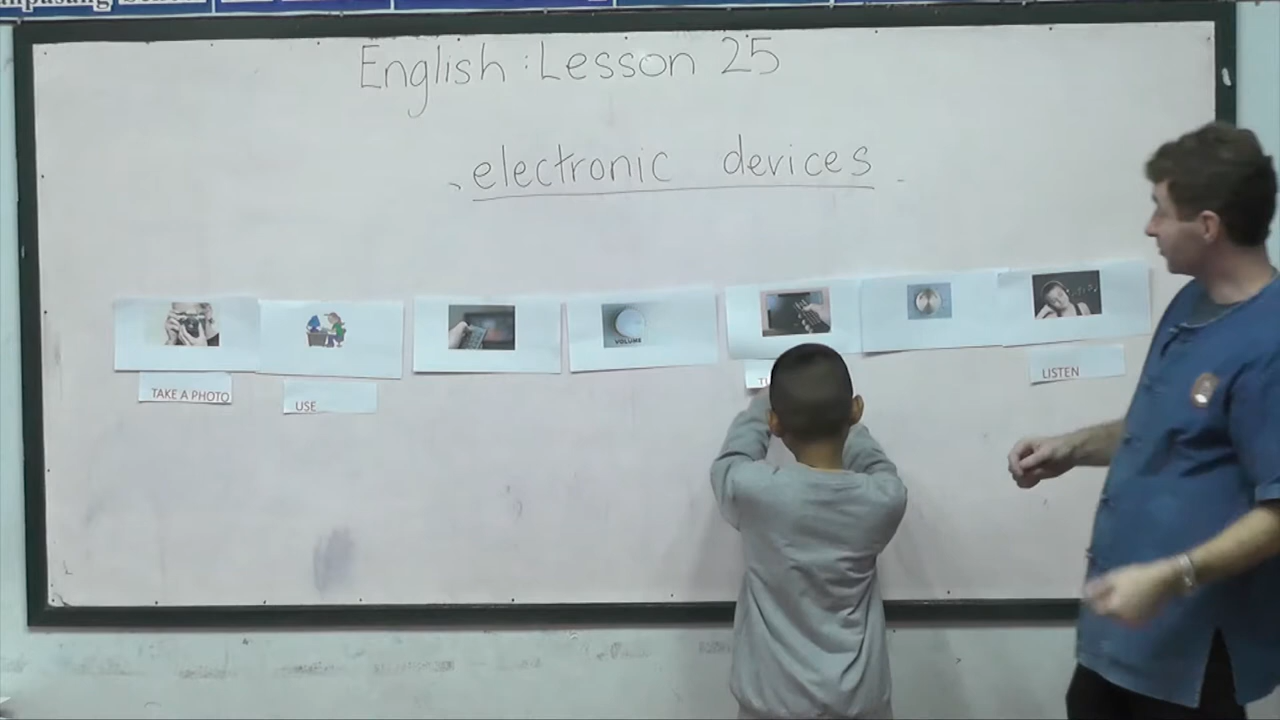 English : Lesson 25
electronic devices
VOLUME
TAKE A PHOTO
USE
LISTEN